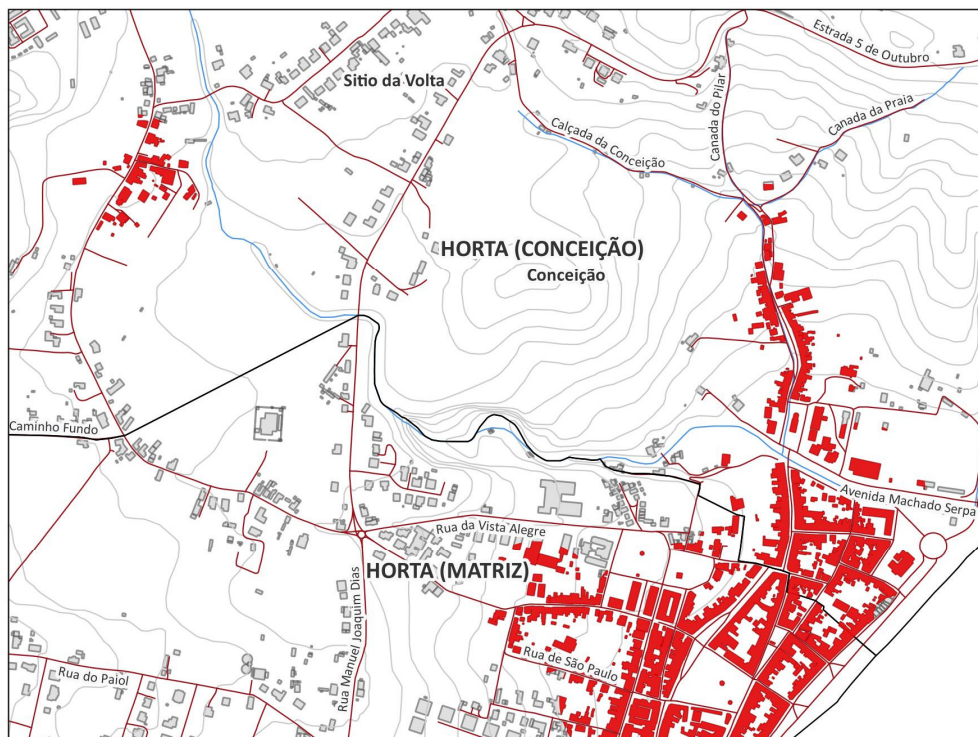 Estrada 5 de Outubro
Sitio da Volta
Canada do Pilar
Canada da Praia
Calçada da Conceição
HORTA (CONCEIÇÃO)
Conceição
Caminho Fundo
Avenida Machado Serpa
Rua da Vista Alegre
HORTA (MATRIZ)
Rua Manuel Joaquim Dias
Rua de São Paulo
Rua do Paiol